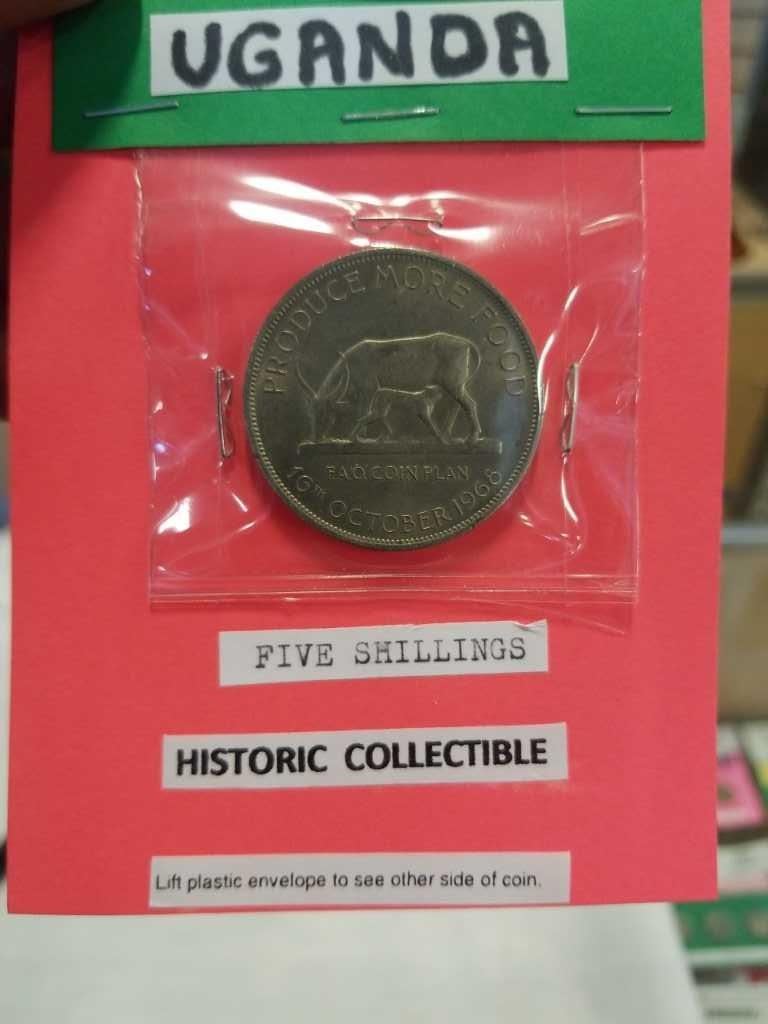 UGANDA
PRODUCE MORE FOOD
F.A.O. COIN PLAN
16TH OCTOBER 1968
FIVE SHILLINGS
HISTORIC COLLECTIBLE
Lift plastic envelope to see other side of coin.